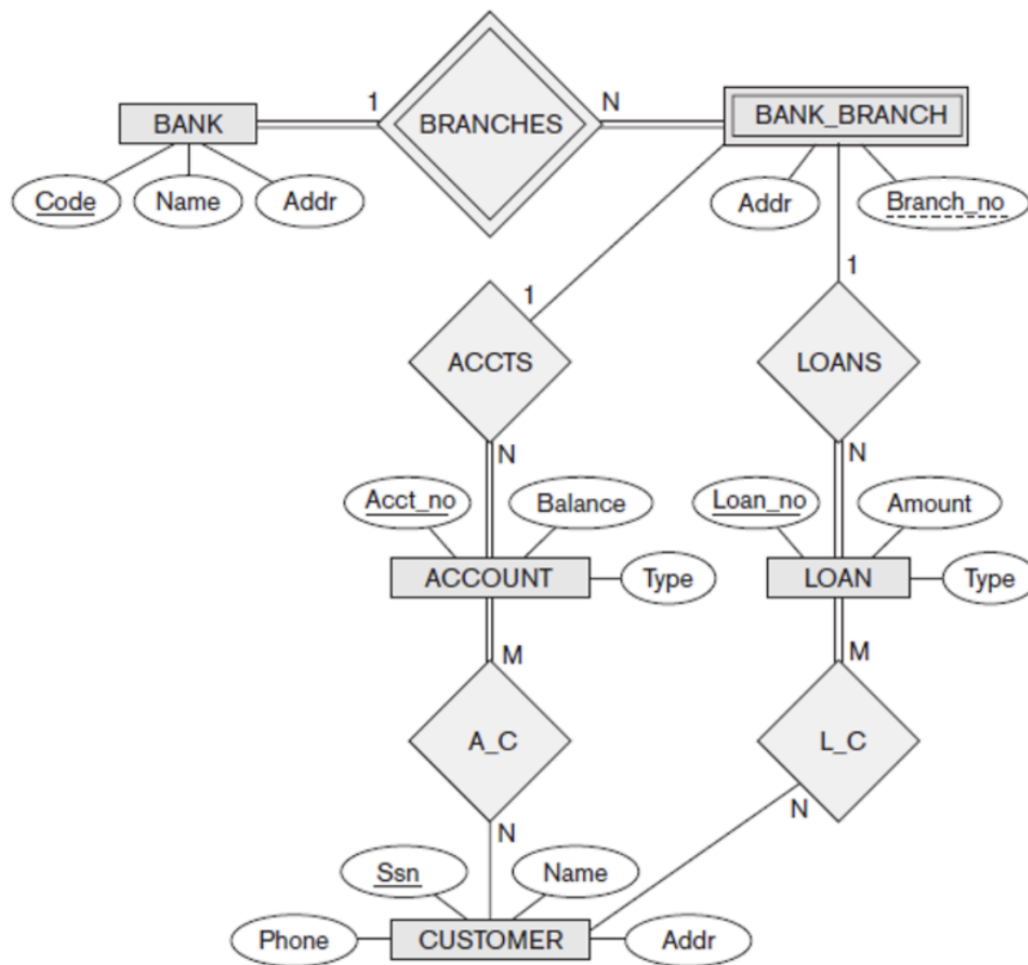 1
N
BANK
BRANCHES
BANK_BRANCH
Code
Name
Addr
Addr
Branch_no
1
1
ACCTS
LOANS
N
N
Acct_no
Balance
Loan_no
Amount
ACCOUNT
Type
LOAN
Type
M
M
A_C
L_C
N
N
Ssn
Name
Phone
CUSTOMER
Addr